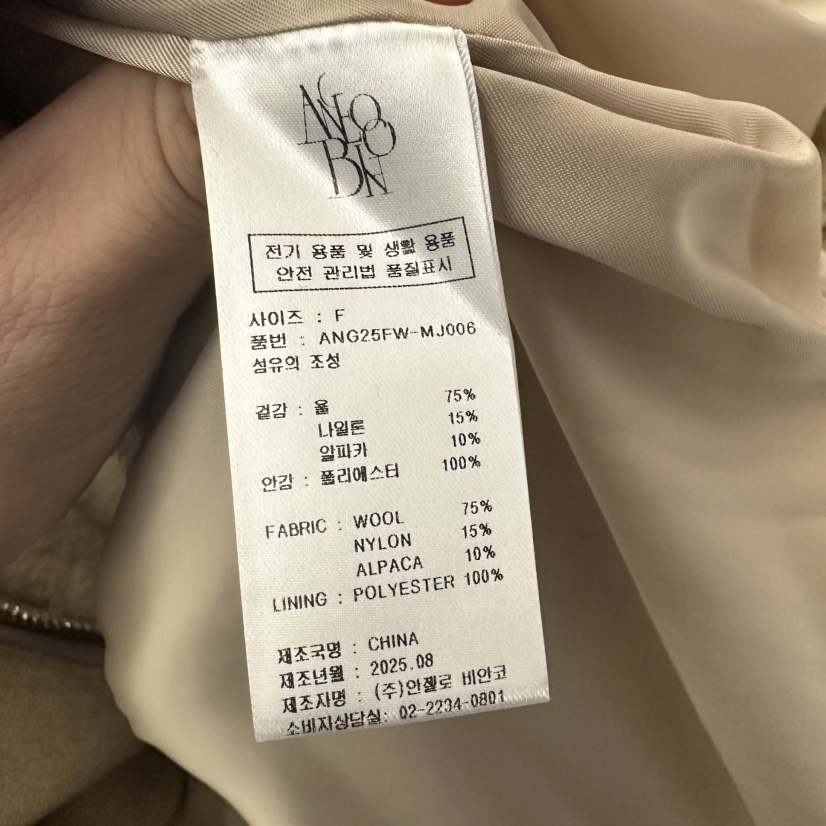 전기 용품 및 생활 용품
안전 관리법 품질표시
사이즈 : F
품번 : ANG25FW-MJ006
섬유의 조성
겉감 : 울 75%
나일론 15%
알파카 10%
안감 : 폴리에스터 100%
FABRIC : WOOL 75%
NYLON 15%
ALPACA 10%
LINING : POLYESTER 100%
제조국명 : CHINA
제조년월 : 2025.08
제조자명 : (주)안젤로 비안코
소비자상담실: 02-2234-0801